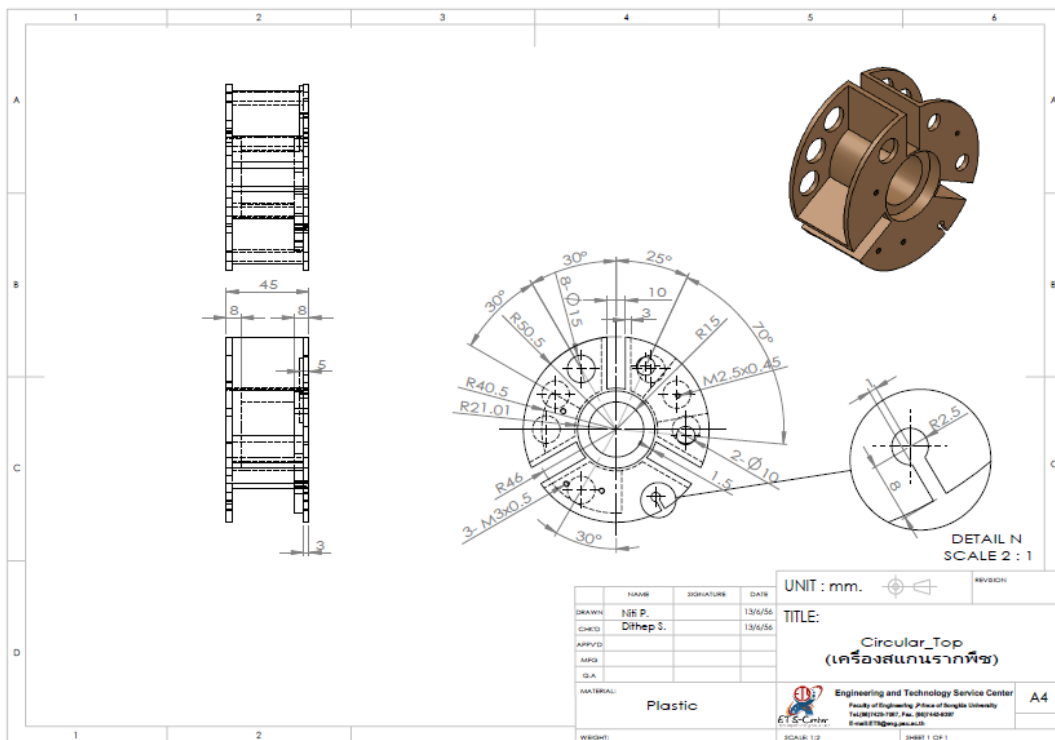 1 2 3 4 5 6
A A
B B
C C
D
1 2
45
8 8
5
3
30°
25°
30°
8-Ø15
10
3
R15
70°
R50.5
M2.5x0.45
R40.5
R21.01
R46
3- M3x0.5
30°
1.5
2-Ø10
1
R2.5
8
DETAIL N
SCALE 2 : 1
UNIT : mm.
REVISION
NAME SIGNATURE DATE
DRAWN Niti P. 13/6/56
CHK'D Dithep S. 13/6/56
APPV'D
MFG
Q.A
TITLE:
Circular_Top
(เครื่องสแกนรากพืช)
MATERIAL:
Plastic
ETS-Center
Engineering and Technology Service Center
Faculty of Engineering ,Prince of Songkla University
A4
WEIGHT:
SCALE: 1:2
SHEET 1 OF 1